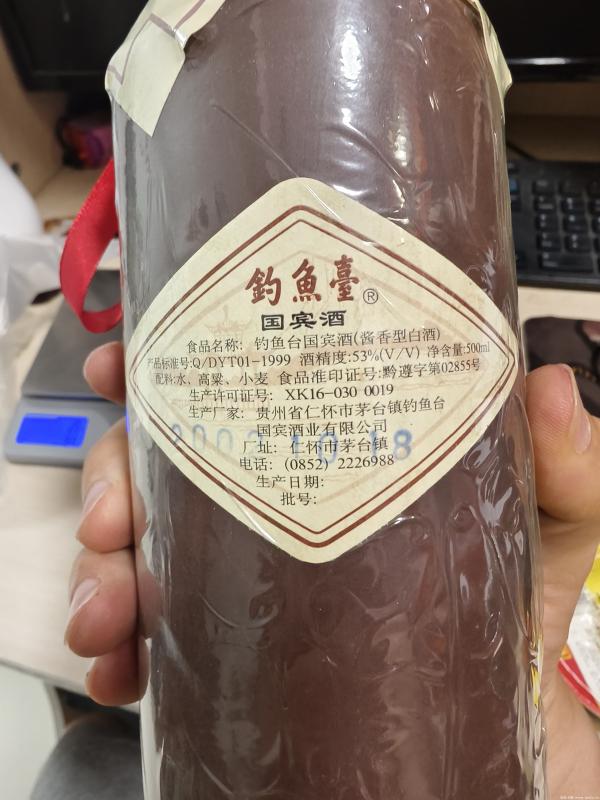 釣魚臺®
国宾酒
食品名称: 钓鱼台国宾酒(酱香型白酒)
产品标准号:Q/DYT01-1999 酒精度:53%(V/V) 净含量:500ml
配料:水、高粱、小麦 食品准印证号:黔遵字第02855号
生产许可证号: XK16-030 0019
生产厂家: 贵州省仁怀市茅台镇钓鱼台
国宾酒业有限公司
厂址: 仁怀市茅台镇
电话: (0852) 2226988
生产日期:
批号: